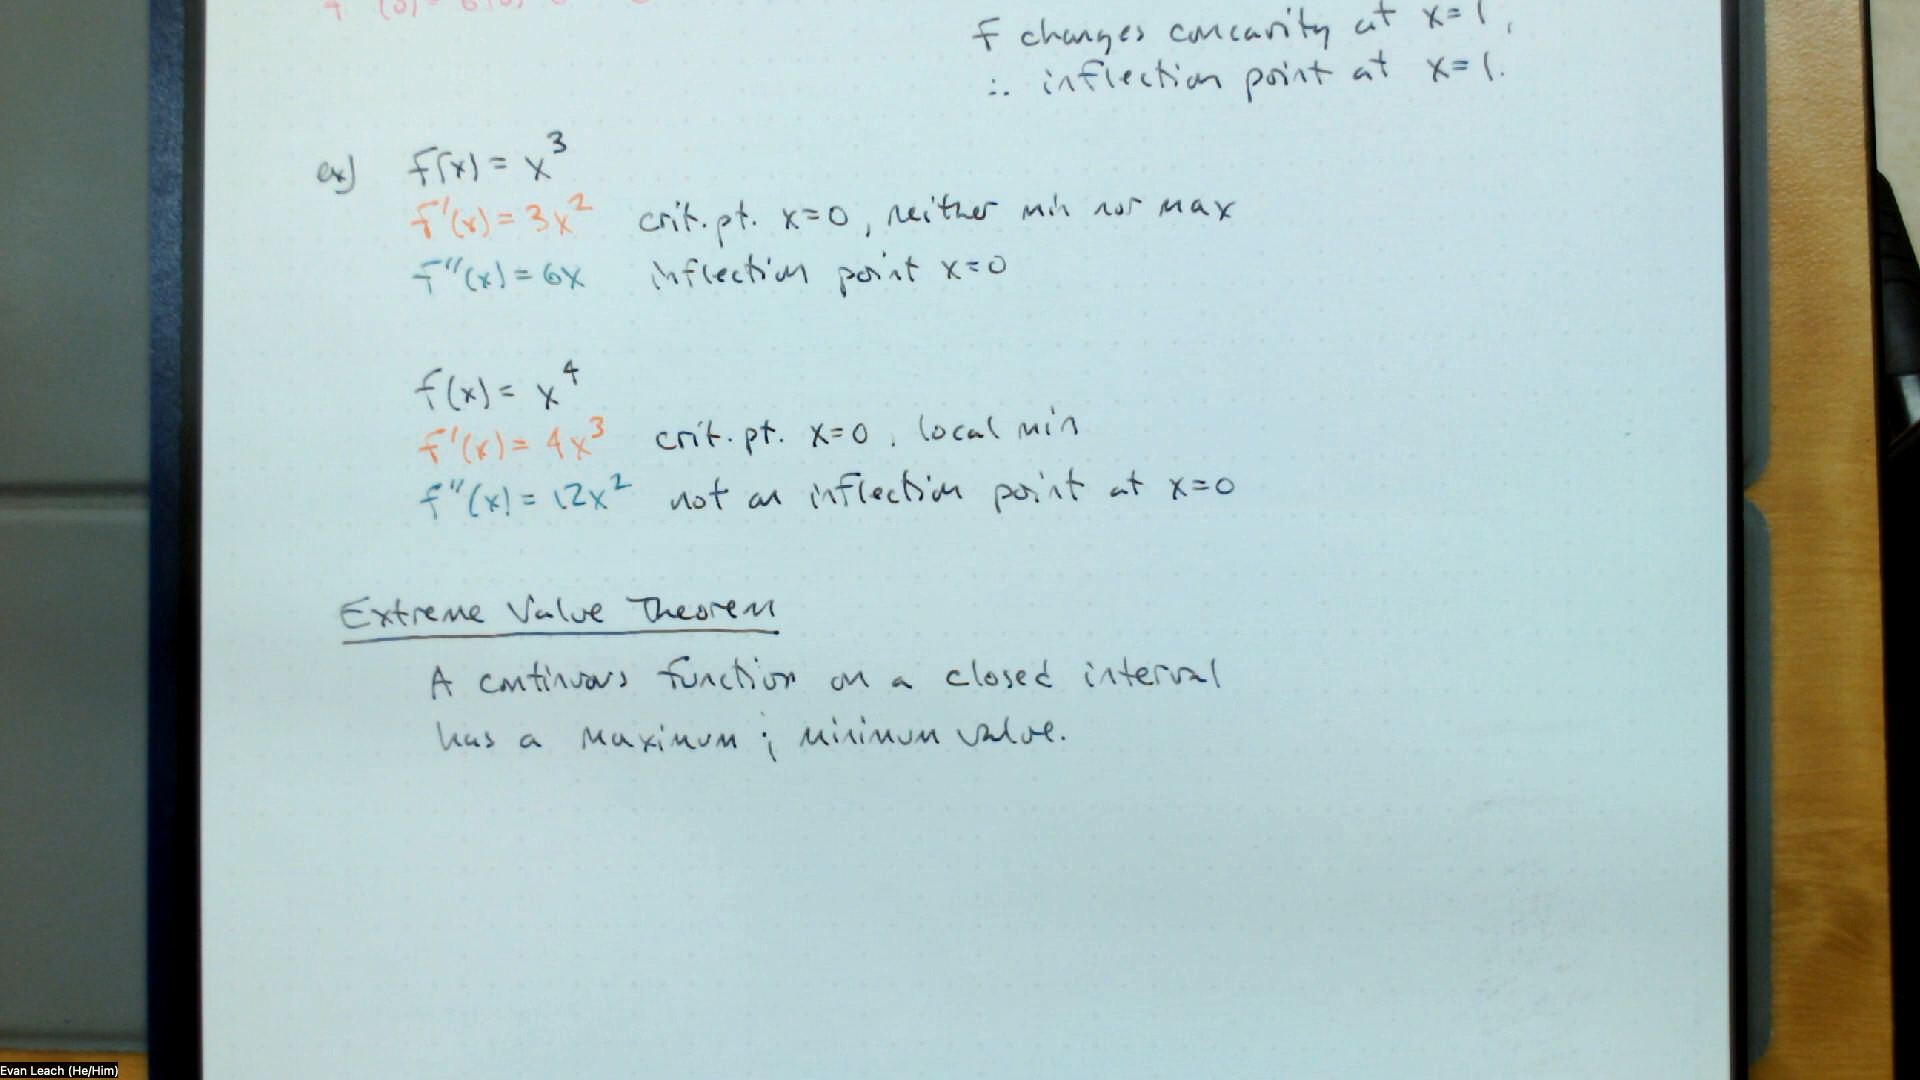 f changes concavity at x=1,
∴ inflection point at x=1.
ex) f(x) = x³
f'(x) = 3x² crit. pt. x=0, neither min nor max
f''(x) = 6x inflection point x=0
f(x) = x⁴
f'(x) = 4x³ crit. pt. x=0, local min
f''(x) = 12x² not an inflection point at x=0
Extreme Value Theorem
A continuous function on a closed interval
has a maximum & minimum value.
Evan Leach (He/Him)